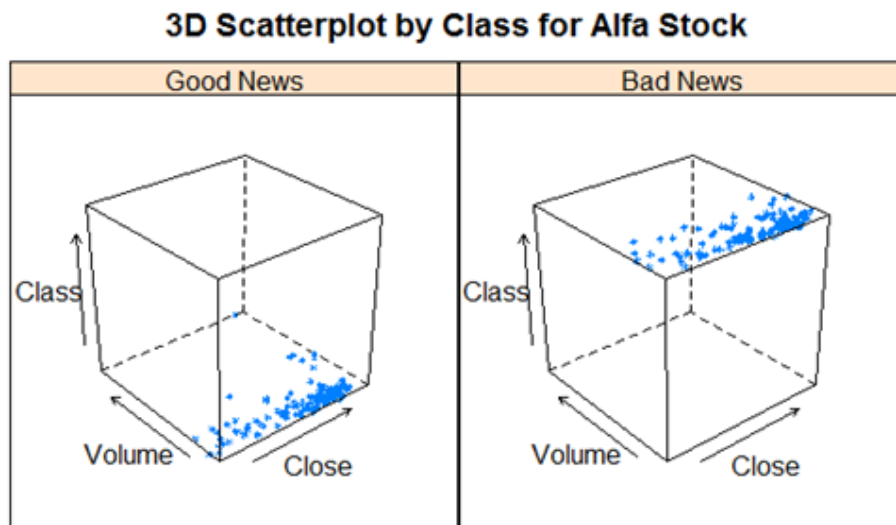 3D Scatterplot by Class for Alfa Stock
Good News
Bad News
Class
Class
Volume
Close
Volume
Close